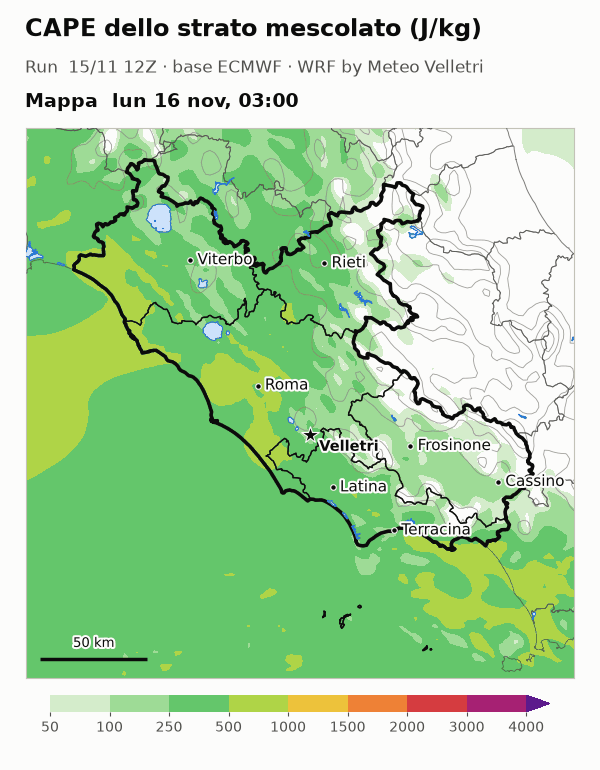 CAPE dello strato mescolato (J/kg)
Run  15/11 12Z · base ECMWF · WRF by Meteo Velletri
Mappa  lun 16 nov, 03:00
Viterbo
Rieti
Roma
Velletri
Frosinone
Cassino
Latina
Terracina
50 km
50 100 250 500 1000 1500 2000 3000 4000